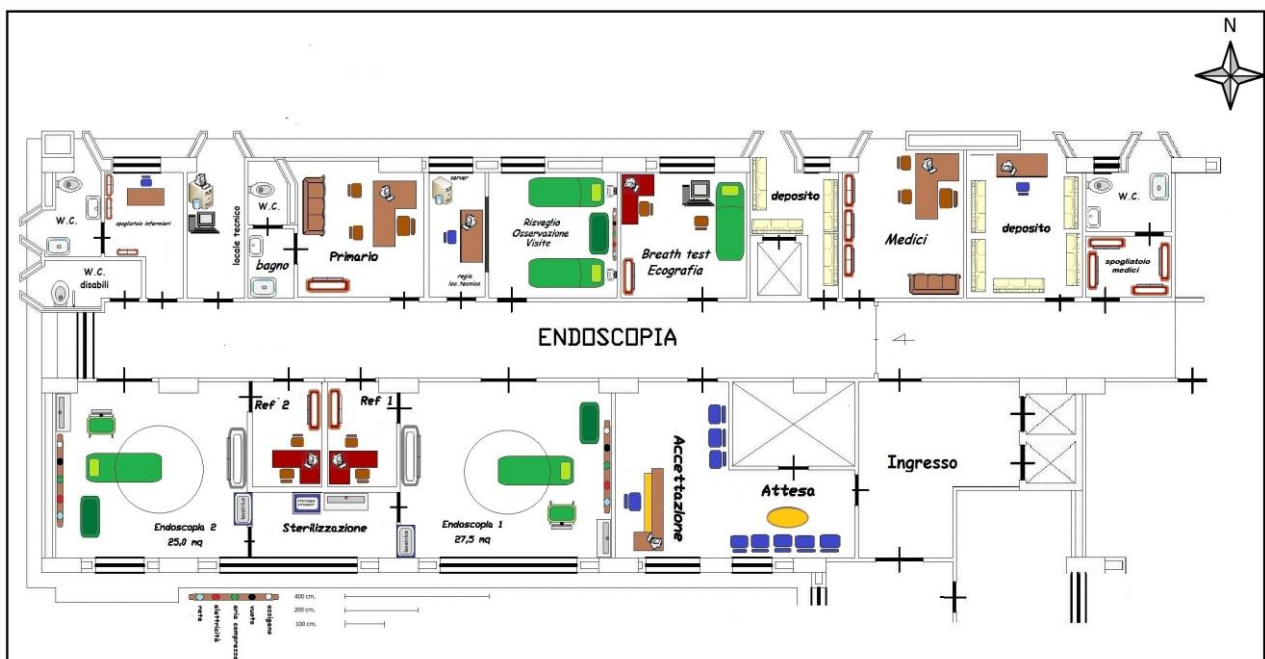 N
W.C.
spogliatoio infermieri
W.C.
disabili
locale tecnico
W.C.
bagno
Primario
server
regia
loc. tecnico
Risveglio
Osservazione
Visite
Breath test
Ecografia
deposito
Medici
deposito
W.C.
spogliatoio
medici
ENDOSCOPIA
Ref 2
Ref 1
Endoscopia 2
25,0 mq
lavatrice
Sterilizzazione
lavatrice
Endoscopia 1
27,5 mq
Accettazione
Attesa
Ingresso
rete
elettricità
aria compressa
vuoto
ossigeno
400 cm.
200 cm.
100 cm.